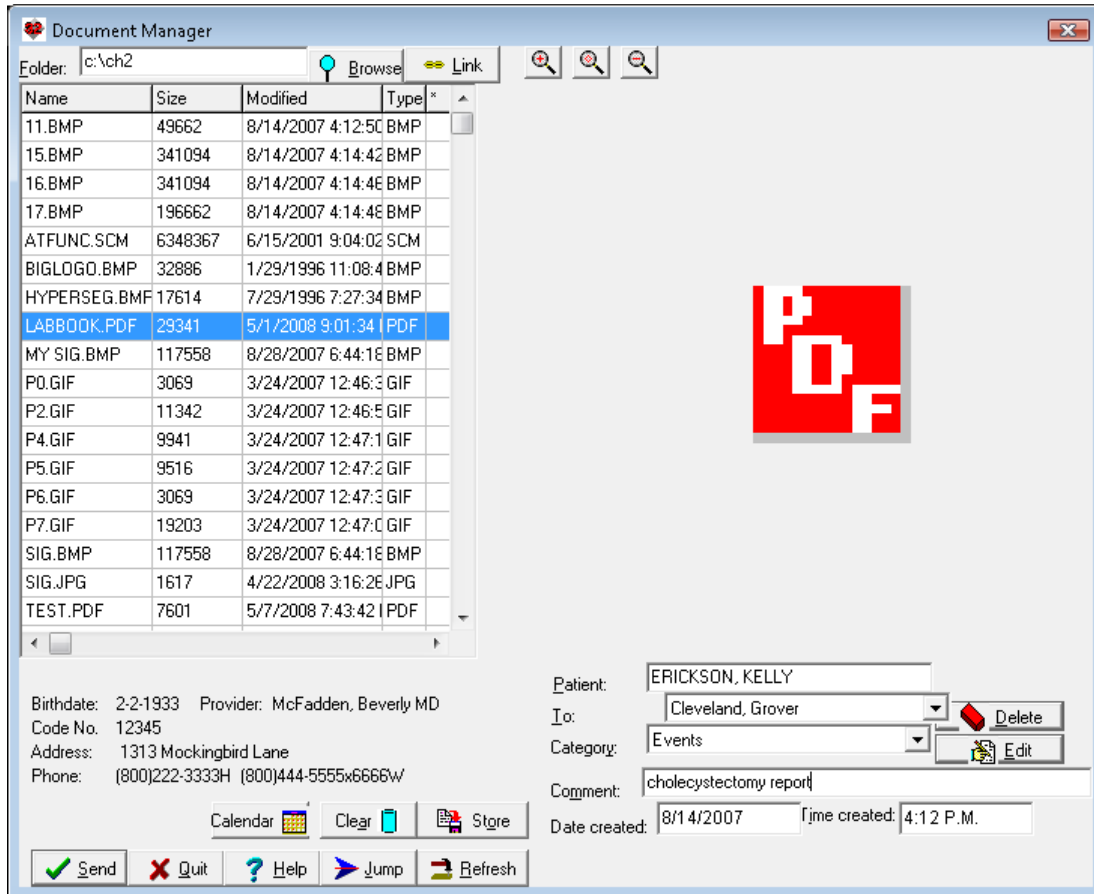 Document Manager
Folder: c:\ch2 Browse Link
Name Size Modified Type *
11.BMP 49662 8/14/2007 4:12:50 BMP
15.BMP 341094 8/14/2007 4:14:42 BMP
16.BMP 341094 8/14/2007 4:14:46 BMP
17.BMP 196662 8/14/2007 4:14:48 BMP
ATFUNC.SCM 6348367 6/15/2001 9:04:02 SCM
BIGLOGO.BMP 32886 1/29/1996 11:08:4 BMP
HYPERSEG.BMP 17614 7/29/1996 7:27:34 BMP
LABBOOK.PDF 29341 5/1/2008 9:01:34 PDF
MY SIG.BMP 117558 8/28/2007 6:44:18 BMP
P0.GIF 3069 3/24/2007 12:46:3 GIF
P2.GIF 11342 3/24/2007 12:46:5 GIF
P4.GIF 9941 3/24/2007 12:47:1 GIF
P5.GIF 9516 3/24/2007 12:47:2 GIF
P6.GIF 3069 3/24/2007 12:47:3 GIF
P7.GIF 19203 3/24/2007 12:47:0 GIF
SIG.BMP 117558 8/28/2007 6:44:18 BMP
SIG.JPG 1617 4/22/2008 3:16:26 JPG
TEST.PDF 7601 5/7/2008 7:43:42 PDF
PDF
Birthdate: 2-2-1933 Provider: McFadden, Beverly MD
Code No. 12345
Address: 1313 Mockingbird Lane
Phone: (800)222-3333H (800)444-5555x6666W
Patient: ERICKSON, KELLY
To: Cleveland, Grover Delete
Category: Events Edit
Comment: cholecystectomy report
Date created: 8/14/2007 Time created: 4:12 P.M.
Calendar Clear Store
Send Quit Help Jump Refresh